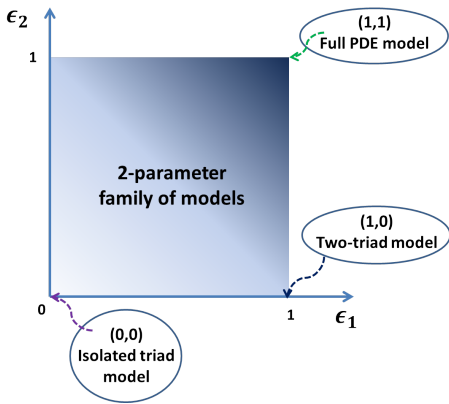 ϵ₂
(1,1)
Full PDE model
1
2-parameter
family of models
(1,0)
Two-triad model
0
1
ϵ₁
(0,0)
Isolated triad
model